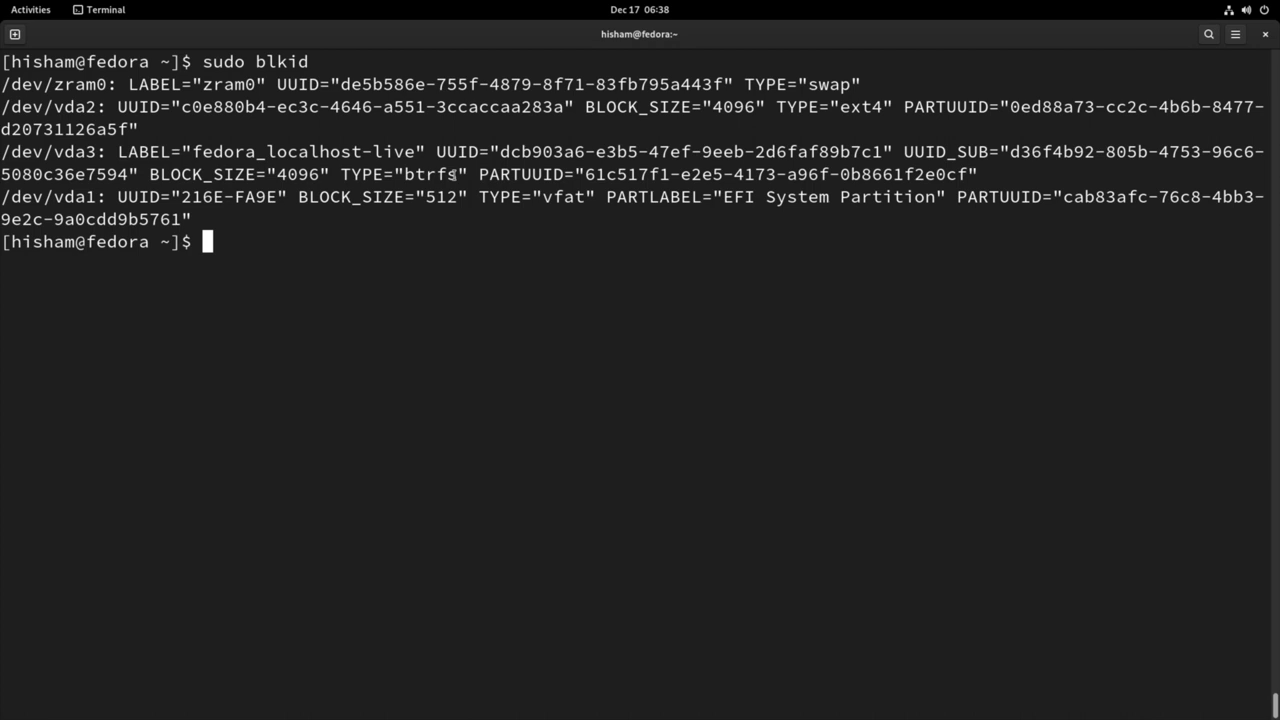 Activities Terminal Dec 17 06:38
hisham@fedora:~
[hisham@fedora ~]$ sudo blkid
/dev/zram0: LABEL="zram0" UUID="de5b586e-755f-4879-8f71-83fb795a443f" TYPE="swap"
/dev/vda2: UUID="c0e880b4-ec3c-4646-a551-3ccaccaa283a" BLOCK_SIZE="4096" TYPE="ext4" PARTUUID="0ed88a73-cc2c-4b6b-8477-
d20731126a5f"
/dev/vda3: LABEL="fedora_localhost-live" UUID="dcb903a6-e3b5-47ef-9eeb-2d6faf89b7c1" UUID_SUB="d36f4b92-805b-4753-96c6-
5080c36e7594" BLOCK_SIZE="4096" TYPE="btrfs" PARTUUID="61c517f1-e2e5-4173-a96f-0b8661f2e0cf"
/dev/vda1: UUID="216E-FA9E" BLOCK_SIZE="512" TYPE="vfat" PARTLABEL="EFI System Partition" PARTUUID="cab83afc-76c8-4bb3-
9e2c-9a0cdd9b5761"
[hisham@fedora ~]$